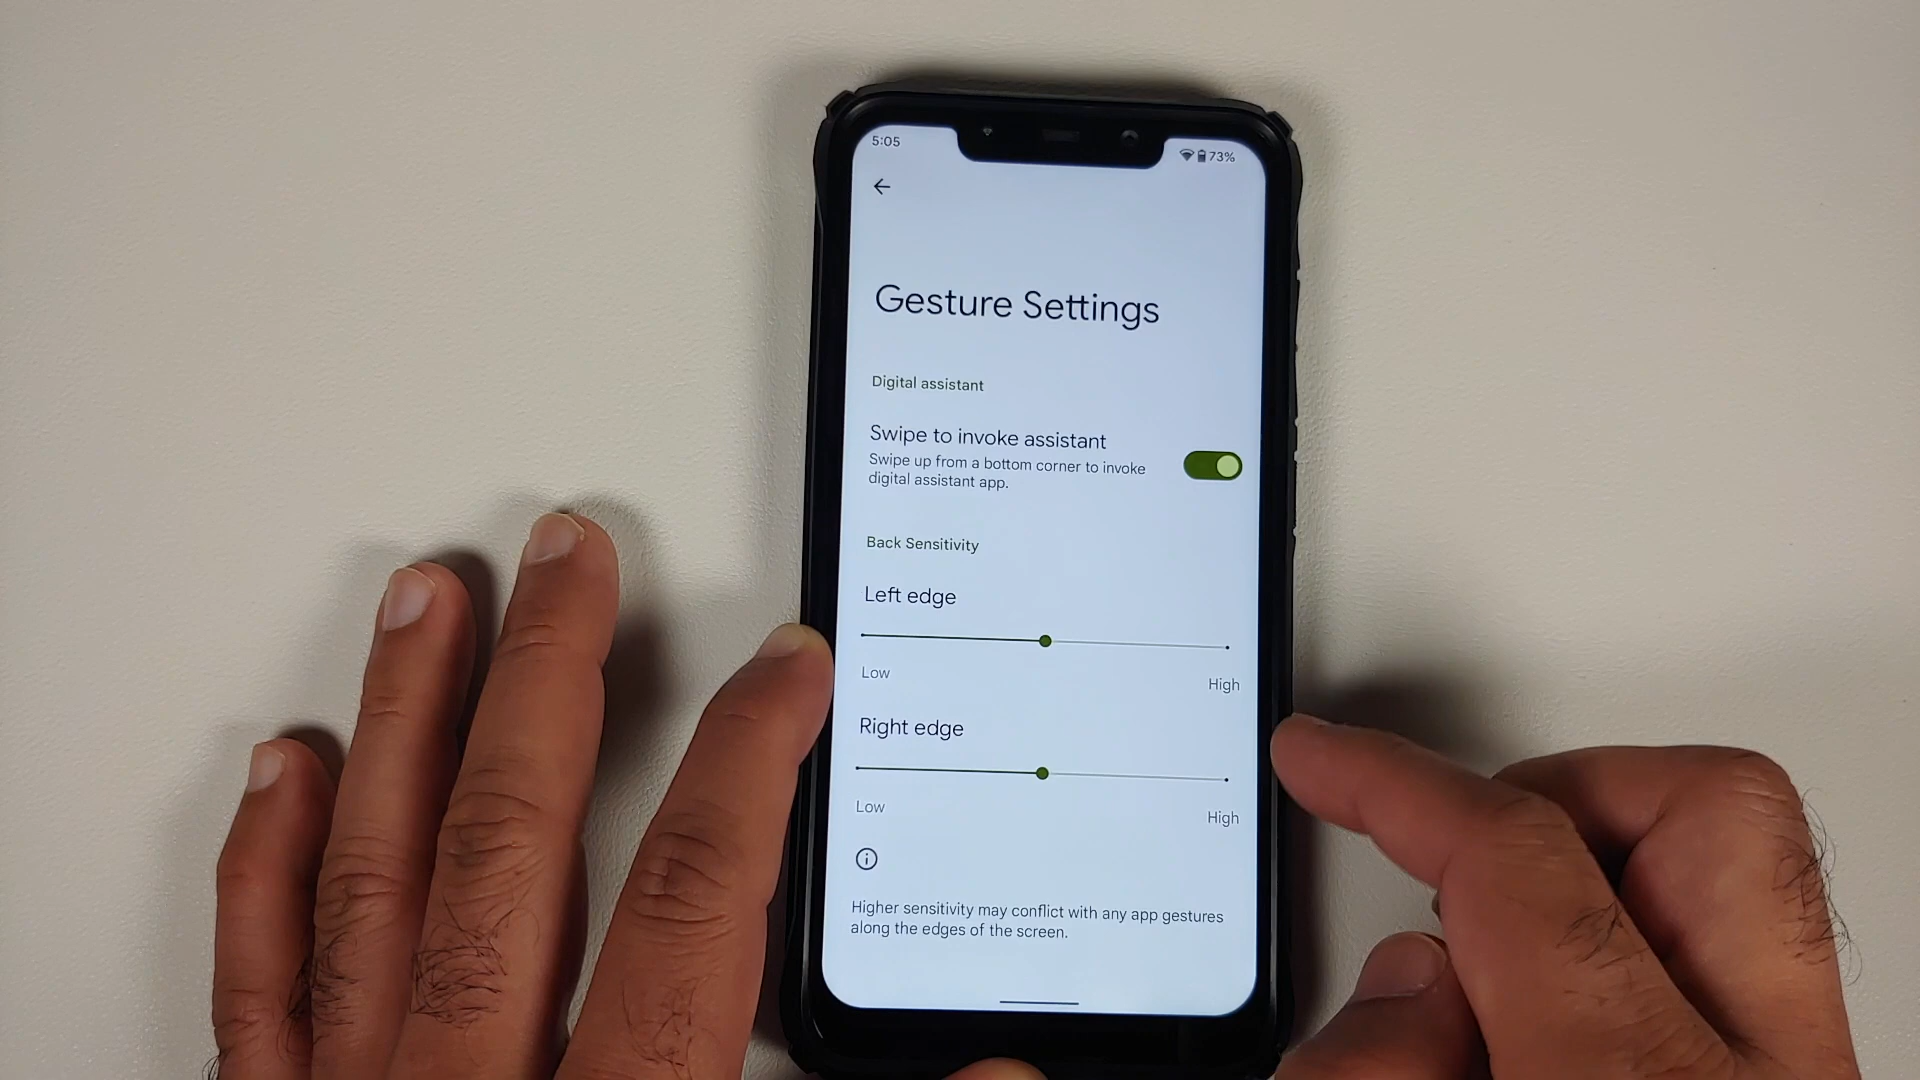 5:05
73%
Gesture Settings
Digital assistant
Swipe to invoke assistant
Swipe up from a bottom corner to invoke
digital assistant app.
Back Sensitivity
Left edge
Low
High
Right edge
Low
High
Higher sensitivity may conflict with any app gestures
along the edges of the screen.